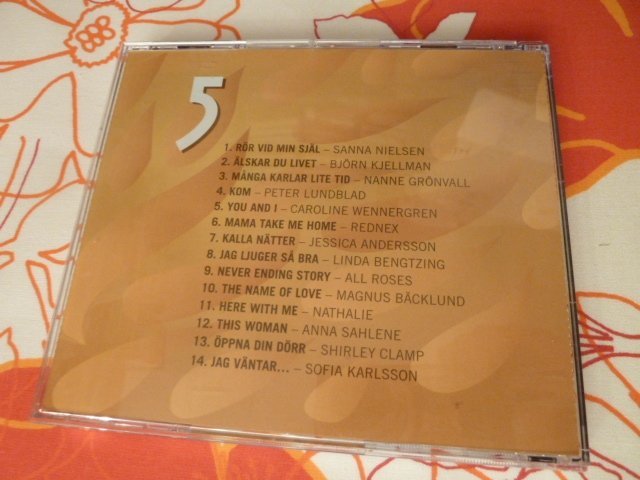 5
1. RÖR VID MIN SJÄL – SANNA NIELSEN
2. ÄLSKAR DU LIVET – BJÖRN KJELLMAN
3. MÅNGA KARLAR LITE TID – NANNE GRÖNVALL
4. KOM – PETER LUNDBLAD
5. YOU AND I – CAROLINE WENNERGREN
6. MAMA TAKE ME HOME – REDNEX
7. KALLA NÄTTER – JESSICA ANDERSSON
8. JAG LJUGER SÅ BRA – LINDA BENGTZING
9. NEVER ENDING STORY – ALL ROSES
10. THE NAME OF LOVE – MAGNUS BÄCKLUND
11. HERE WITH ME – NATHALIE
12. THIS WOMAN – ANNA SAHLENE
13. ÖPPNA DIN DÖRR – SHIRLEY CLAMP
14. JAG VÄNTAR... – SOFIA KARLSSON